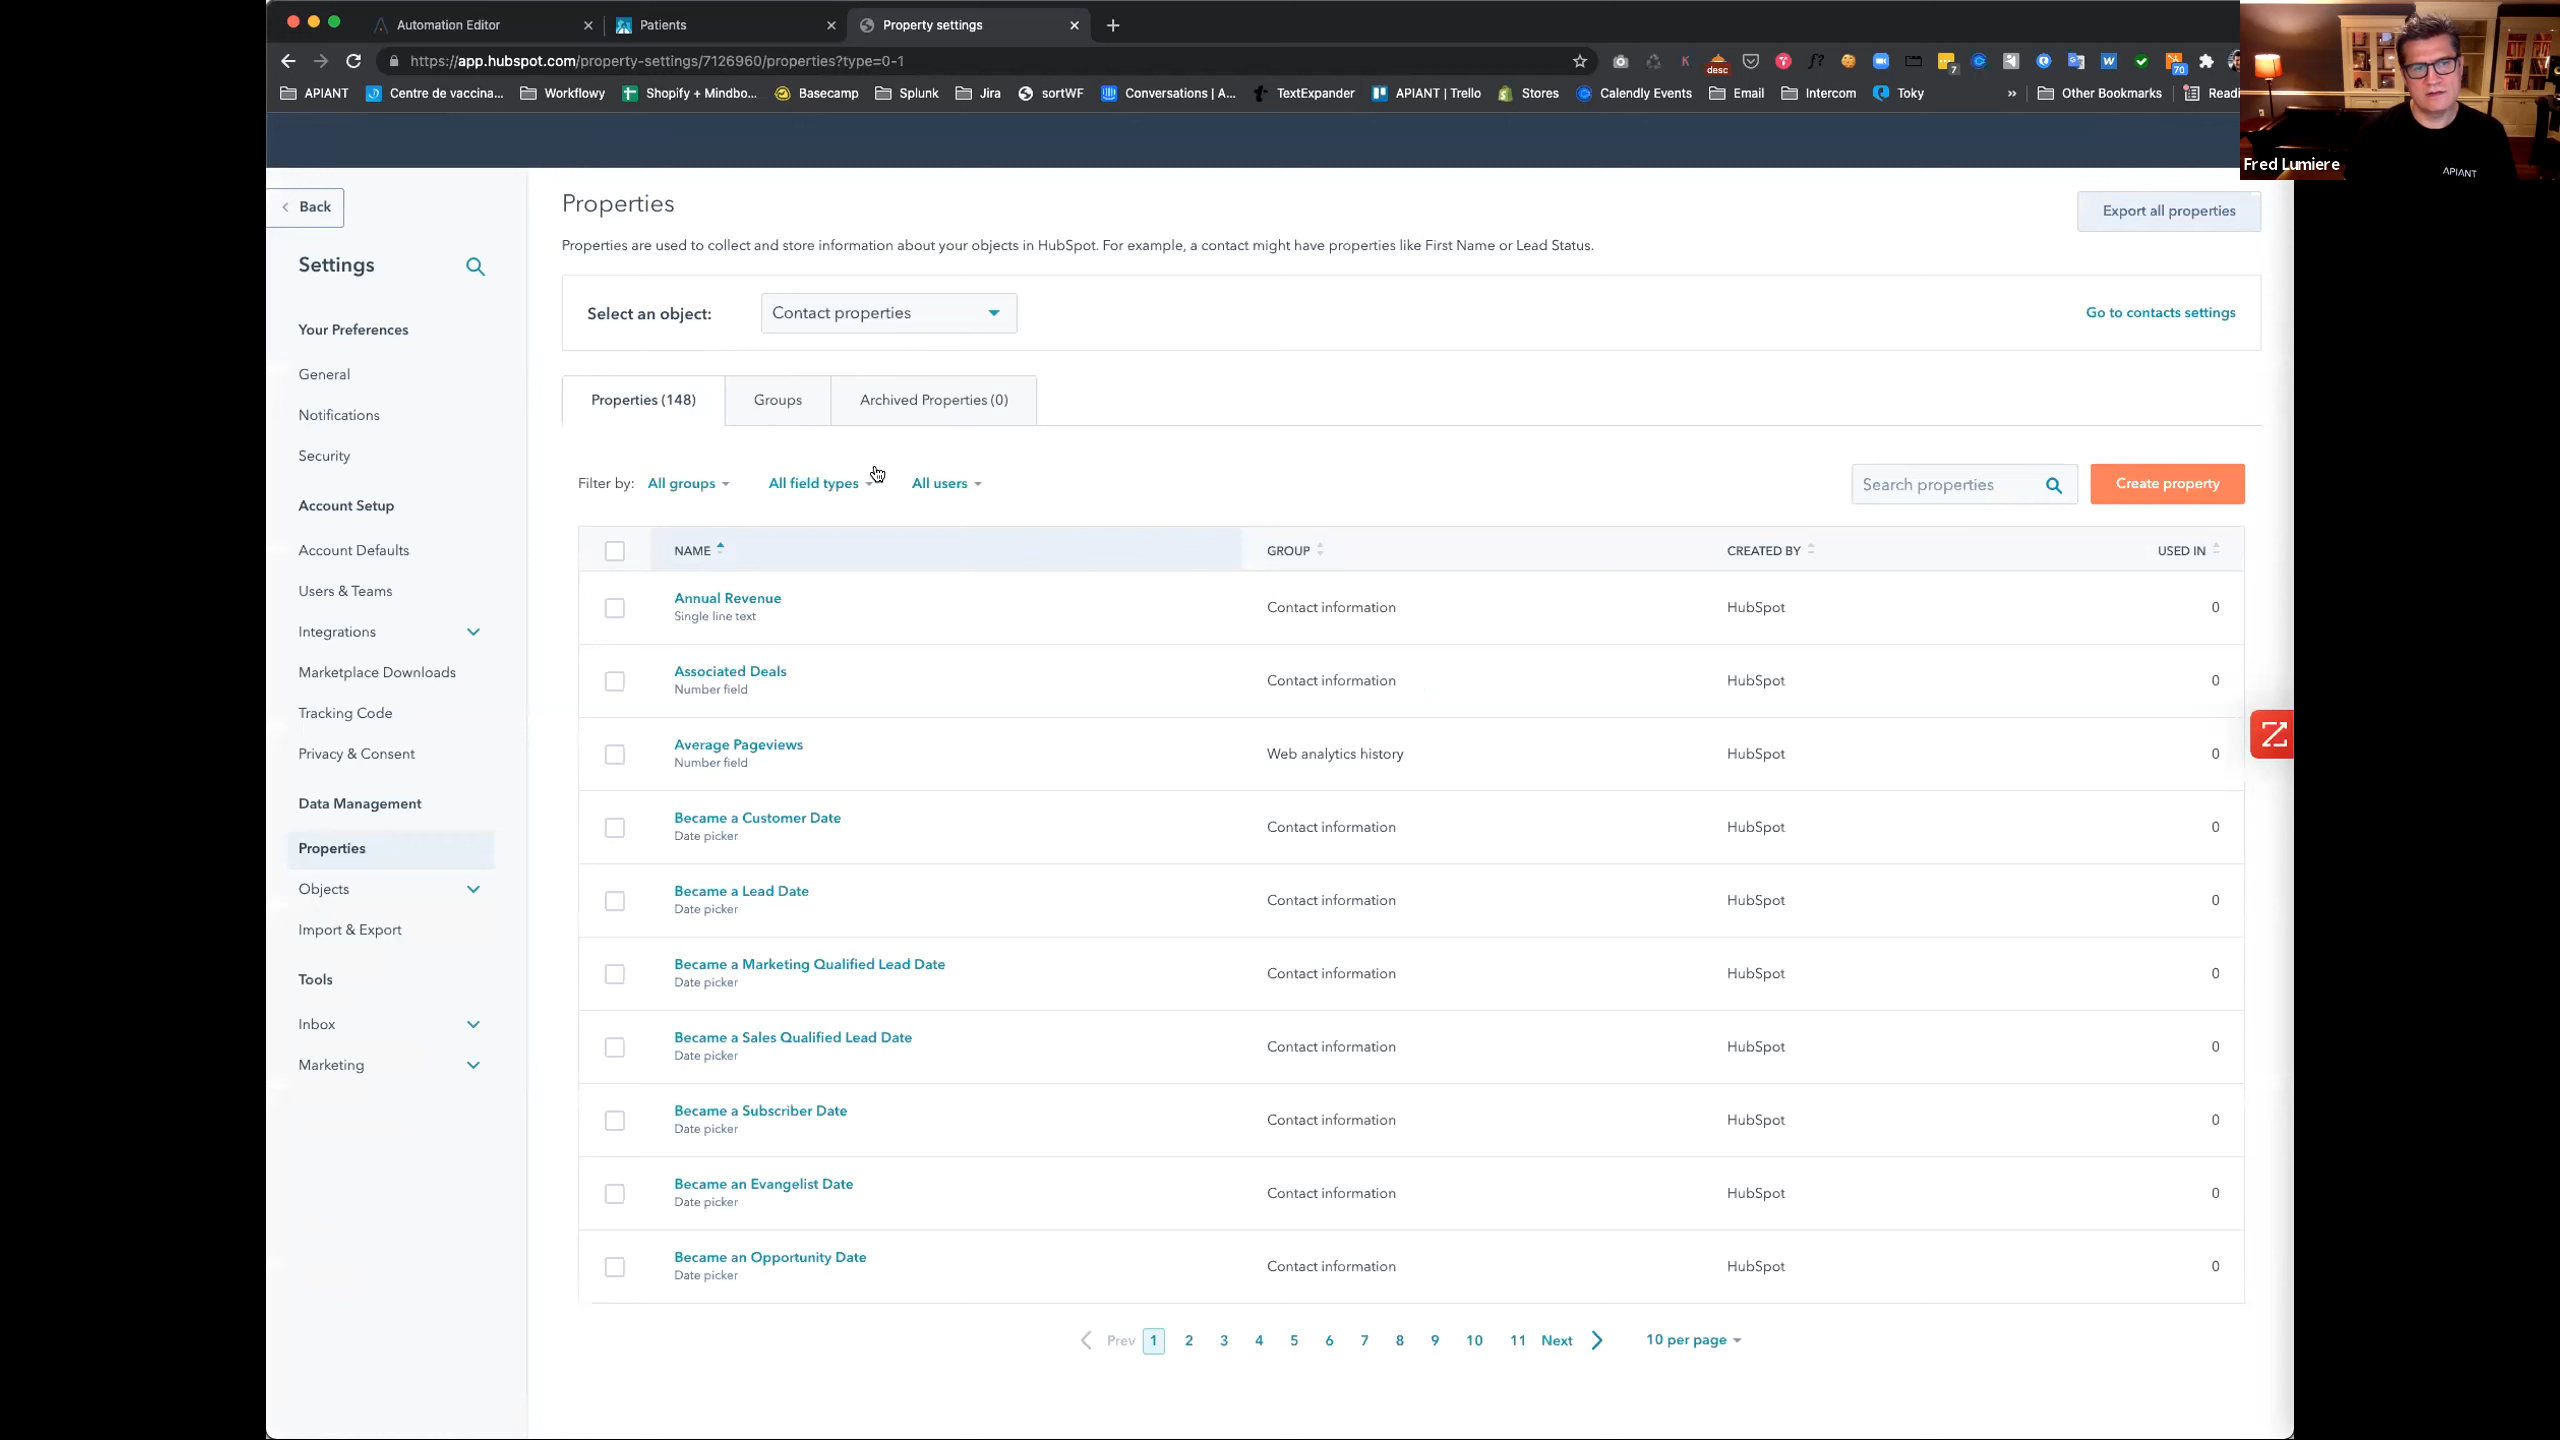 Automation Editor
Patients
Property settings
https://app.hubspot.com/property-settings/7126960/properties?type=0-1
desc
7
70
APIANT
Centre de vaccina...
Workflowy
Shopify + Mindbo...
Basecamp
Splunk
Jira
sortWF
Conversations | A...
TextExpander
APIANT | Trello
Stores
Calendly Events
Email
Intercom
Toky
»
Other Bookmarks
Readi
Fred Lumiere
APIANT
Back
Settings
Your Preferences
General
Notifications
Security
Account Setup
Account Defaults
Users & Teams
Integrations
Marketplace Downloads
Tracking Code
Privacy & Consent
Data Management
Properties
Objects
Import & Export
Tools
Inbox
Marketing
Properties
Export all properties
Properties are used to collect and store information about your objects in HubSpot. For example, a contact might have properties like First Name or Lead Status.
Select an object:
Contact properties
Go to contacts settings
Properties (148)
Groups
Archived Properties (0)
Filter by: All groups All field types All users
Search properties
Create property
NAME GROUP CREATED BY USED IN
Annual Revenue
Single line text
Contact information HubSpot 0
Associated Deals
Number field
Contact information HubSpot 0
Average Pageviews
Number field
Web analytics history HubSpot 0
Became a Customer Date
Date picker
Contact information HubSpot 0
Became a Lead Date
Date picker
Contact information HubSpot 0
Became a Marketing Qualified Lead Date
Date picker
Contact information HubSpot 0
Became a Sales Qualified Lead Date
Date picker
Contact information HubSpot 0
Became a Subscriber Date
Date picker
Contact information HubSpot 0
Became an Evangelist Date
Date picker
Contact information HubSpot 0
Became an Opportunity Date
Date picker
Contact information HubSpot 0
Prev 1 2 3 4 5 6 7 8 9 10 11 Next 10 per page